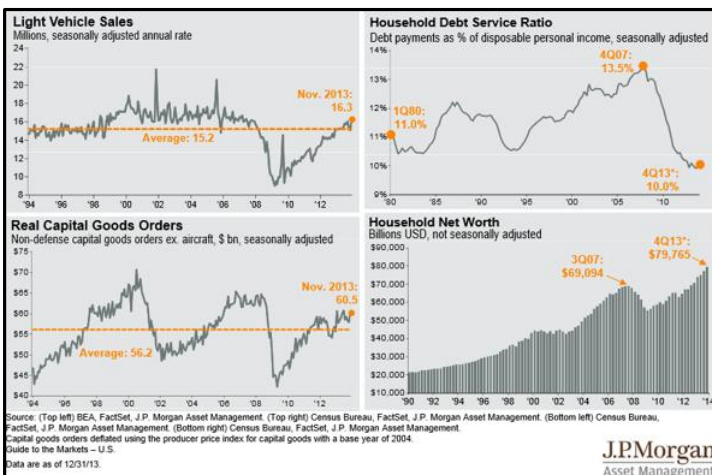 Light Vehicle Sales
Millions, seasonally adjusted annual rate
24
22
20
18
16
14
12
10
8
Nov. 2013:
16.3
Average: 15.2
'94 '96 '98 '00 '02 '04 '06 '08 '10 '12
Household Debt Service Ratio
Debt payments as % of disposable personal income, seasonally adjusted
14%
13%
12%
11%
10%
9%
1Q80:
11.0%
4Q07:
13.5%
4Q13*:
10.0%
'80 '85 '90 '95 '00 '05 '10
Real Capital Goods Orders
Non-defense capital goods orders ex. aircraft, $ bn, seasonally adjusted
$75
$70
$65
$60
$55
$50
$45
$40
Nov. 2013:
60.5
Average: 56.2
'94 '96 '98 '00 '02 '04 '06 '08 '10 '12
Household Net Worth
Billions USD, not seasonally adjusted
$90,000
$80,000
$70,000
$60,000
$50,000
$40,000
$30,000
$20,000
$10,000
3Q07:
$69,094
4Q13*:
$79,765
'90 '92 '94 '96 '98 '00 '02 '04 '06 '08 '10 '12 '14
Source: (Top left) BEA, FactSet, J.P. Morgan Asset Management. (Top right) Census Bureau, FactSet, J.P. Morgan Asset Management. (Bottom left) Census Bureau,
FactSet, J.P. Morgan Asset Management. (Bottom right) Census Bureau, FactSet, J.P. Morgan Asset Management
Capital goods orders deflated using the producer price index for capital goods with a base year of 2004.
Guide to the Markets – U.S.
Data are as of 12/31/13.
J.P.Morgan
Asset Management